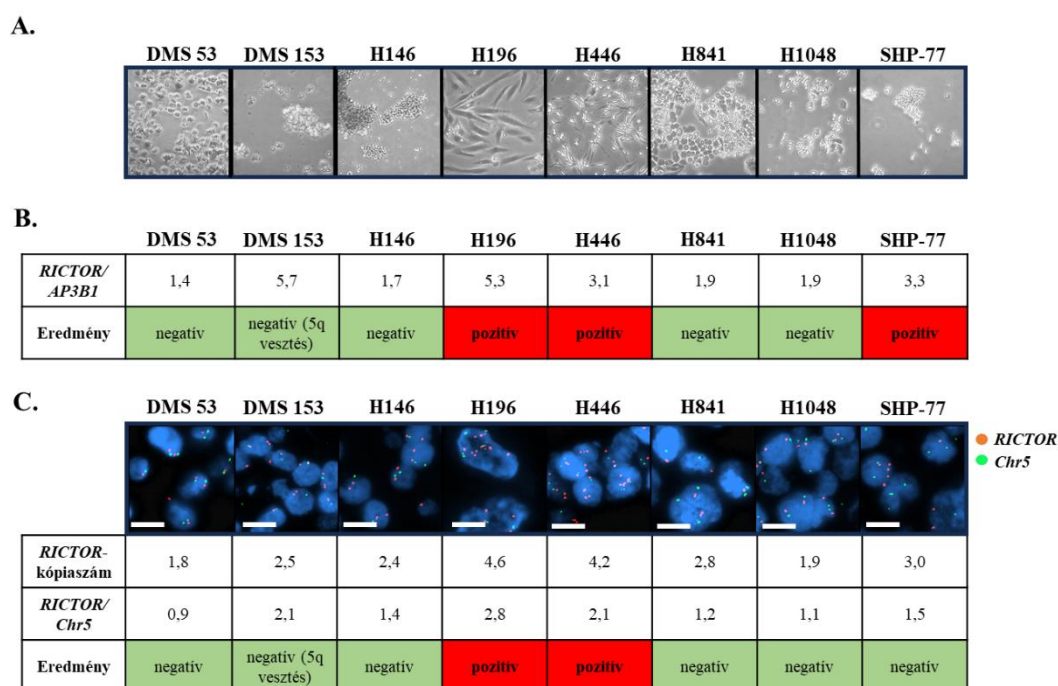 A.
DMS 53 DMS 153 H146 H196 H446 H841 H1048 SHP-77
B.
DMS 53 DMS 153 H146 H196 H446 H841 H1048 SHP-77
RICTOR/
AP3B1
1,4 5,7 1,7 5,3 3,1 1,9 1,9 3,3
Eredmény negatív negatív (5q
vesztés) negatív pozitív pozitív negatív negatív pozitív
C.
DMS 53 DMS 153 H146 H196 H446 H841 H1048 SHP-77
RICTOR
Chr5
RICTOR-
kópiaszám
1,8 2,5 2,4 4,6 4,2 2,8 1,9 3,0
RICTOR/
Chr5
0,9 2,1 1,4 2,8 2,1 1,2 1,1 1,5
Eredmény negatív negatív (5q
vesztés) negatív pozitív pozitív negatív negatív negatív